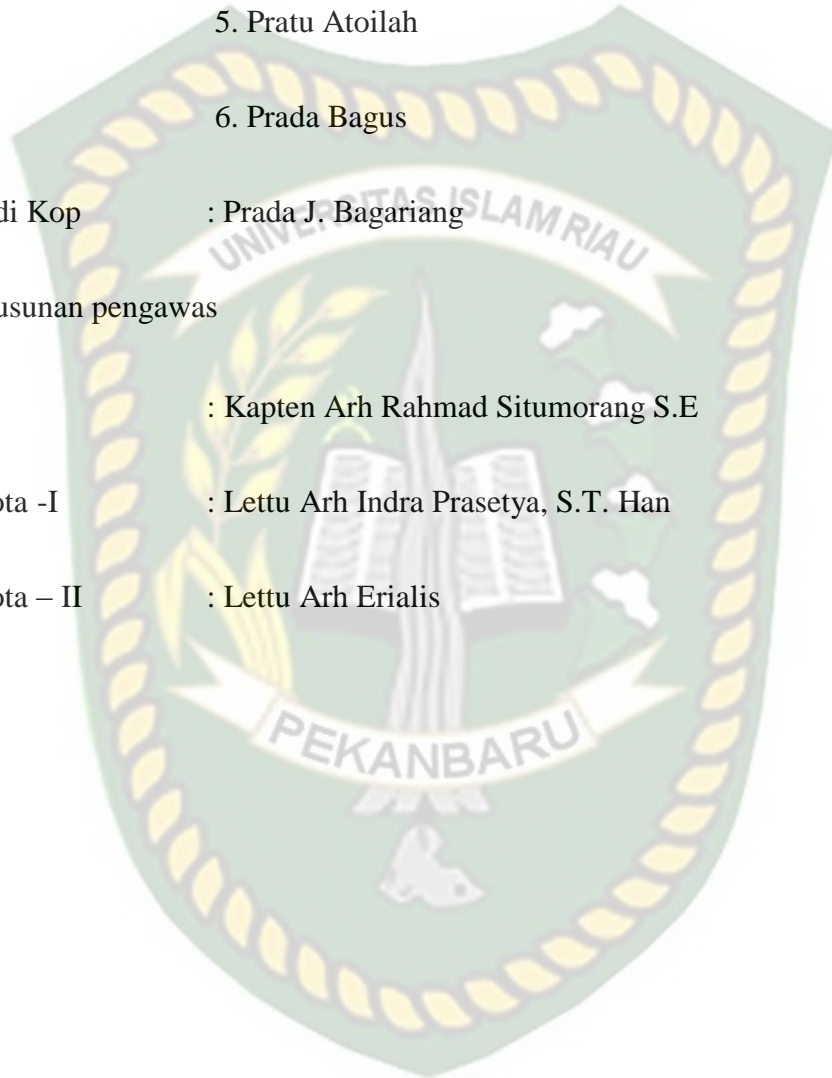 5. Pratu Atoilah
6. Prada Bagus
di Kop : Prada J. Bagariang
UNIVERSITAS ISLAM RIAU
usunan pengawas
: Kapten Arh Rahmad Situmorang S.E
ota -I : Lettu Arh Indra Prasetya, S.T. Han
ota – II : Lettu Arh Erialis
PEKANBARU